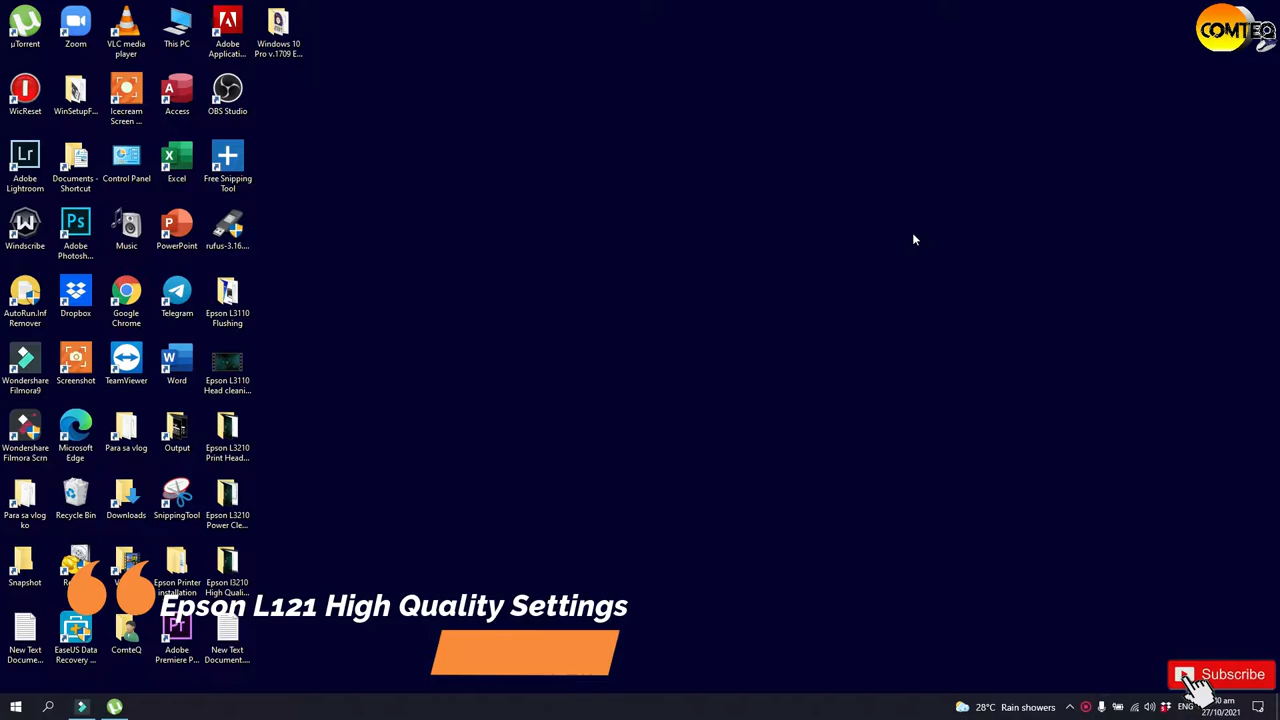 µTorrent
Zoom
VLC media
player
This PC
Adobe
Applicati...
Windows 10
Pro v.1709 E...
COMTEQ
WicReset
WinSetupF...
Icecream
Screen ...
Access
OBS Studio
Adobe
Lightroom
Documents -
Shortcut
Control Panel
Excel
Free Snipping
Tool
Windscribe
Adobe
Photosh...
Music
PowerPoint
rufus-3.16....
AutoRun.Inf
Remover
Dropbox
Google
Chrome
Telegram
Epson L3110
Flushing
Wondershare
Filmora9
Screenshot
TeamViewer
Word
Epson L3110
Head cleani...
Wondershare
Filmora Scrn
Microsoft
Edge
Para sa vlog
Output
Epson L3210
Print Head...
Para sa vlog
ko
Recycle Bin
Downloads
SnippingTool
Epson L3210
Power Cle...
Snapshot
Epson Printer
installation
Epson l3210
High Quali...
Epson L121 High Quality Settings
New Text
Docume...
EaseUS Data
Recovery ...
ComteQ
Adobe
Premiere P...
New Text
Document....
Subscribe
28°C Rain showers
ENG
27/10/2021